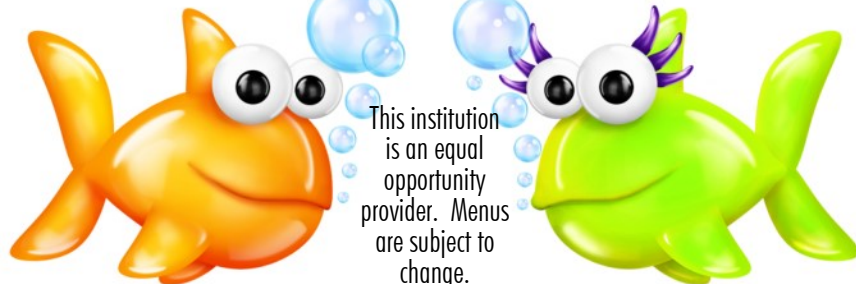 This institution
is an equal
opportunity
provider.  Menus
are subject to
change.